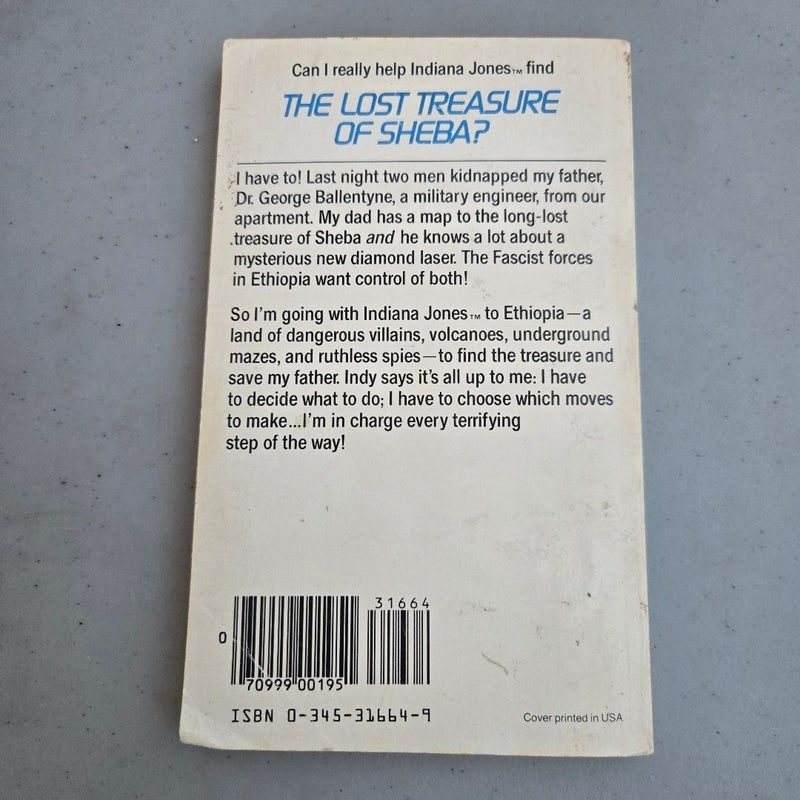 Can I really help Indiana Jones™ find
THE LOST TREASURE
OF SHEBA?
I have to! Last night two men kidnapped my father,
Dr. George Ballentyne, a military engineer, from our
apartment. My dad has a map to the long-lost
treasure of Sheba and he knows a lot about a
mysterious new diamond laser. The Fascist forces
in Ethiopia want control of both!
So I'm going with Indiana Jones™ to Ethiopia—a
land of dangerous villains, volcanoes, underground
mazes, and ruthless spies—to find the treasure and
save my father. Indy says it's all up to me: I have
to decide what to do; I have to choose which moves
to make...I'm in charge every terrifying
step of the way!
31664
0
70999 00195
ISBN 0-345-31664-9
Cover printed in USA